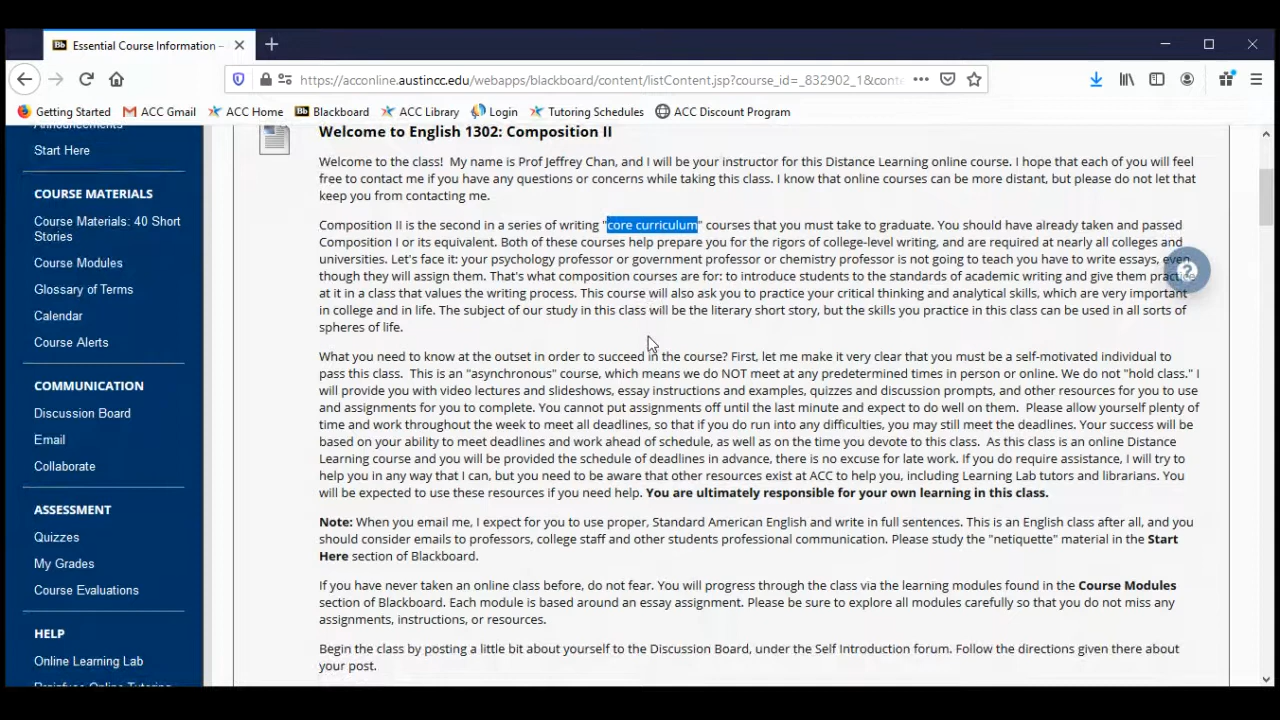 Essential Course Information –
https://acconline.austincc.edu/webapps/blackboard/content/listContent.jsp?course_id=_832902_1&cont
Getting Started ACC Gmail ACC Home Blackboard ACC Library Login Tutoring Schedules ACC Discount Program
Announcements
Start Here
COURSE MATERIALS
Course Materials: 40 Short
Stories
Course Modules
Glossary of Terms
Calendar
Course Alerts
COMMUNICATION
Discussion Board
Email
Collaborate
ASSESSMENT
Quizzes
My Grades
Course Evaluations
HELP
Online Learning Lab
Brainfuse Online Tutoring
Welcome to English 1302: Composition II
Welcome to the class! My name is Prof Jeffrey Chan, and I will be your instructor for this Distance Learning online course. I hope that each of you will feel
free to contact me if you have any questions or concerns while taking this class. I know that online courses can be more distant, but please do not let that
keep you from contacting me.
Composition II is the second in a series of writing "core curriculum" courses that you must take to graduate. You should have already taken and passed
Composition I or its equivalent. Both of these courses help prepare you for the rigors of college-level writing, and are required at nearly all colleges and
universities. Let's face it: your psychology professor or government professor or chemistry professor is not going to teach you have to write essays, even
though they will assign them. That's what composition courses are for: to introduce students to the standards of academic writing and give them practice
at it in a class that values the writing process. This course will also ask you to practice your critical thinking and analytical skills, which are very important
in college and in life. The subject of our study in this class will be the literary short story, but the skills you practice in this class can be used in all sorts of
spheres of life.
What you need to know at the outset in order to succeed in the course? First, let me make it very clear that you must be a self-motivated individual to
pass this class. This is an "asynchronous" course, which means we do NOT meet at any predetermined times in person or online. We do not "hold class." I
will provide you with video lectures and slideshows, essay instructions and examples, quizzes and discussion prompts, and other resources for you to use
and assignments for you to complete. You cannot put assignments off until the last minute and expect to do well on them. Please allow yourself plenty of
time and work throughout the week to meet all deadlines, so that if you do run into any difficulties, you may still meet the deadlines. Your success will be
based on your ability to meet deadlines and work ahead of schedule, as well as on the time you devote to this class. As this class is an online Distance
Learning course and you will be provided the schedule of deadlines in advance, there is no excuse for late work. If you do require assistance, I will try to
help you in any way that I can, but you need to be aware that other resources exist at ACC to help you, including Learning Lab tutors and librarians. You
will be expected to use these resources if you need help. You are ultimately responsible for your own learning in this class.
Note: When you email me, I expect for you to use proper, Standard American English and write in full sentences. This is an English class after all, and you
should consider emails to professors, college staff and other students professional communication. Please study the "netiquette" material in the Start
Here section of Blackboard.
If you have never taken an online class before, do not fear. You will progress through the class via the learning modules found in the Course Modules
section of Blackboard. Each module is based around an essay assignment. Please be sure to explore all modules carefully so that you do not miss any
assignments, instructions, or resources.
Begin the class by posting a little bit about yourself to the Discussion Board, under the Self Introduction forum. Follow the directions given there about
your post.